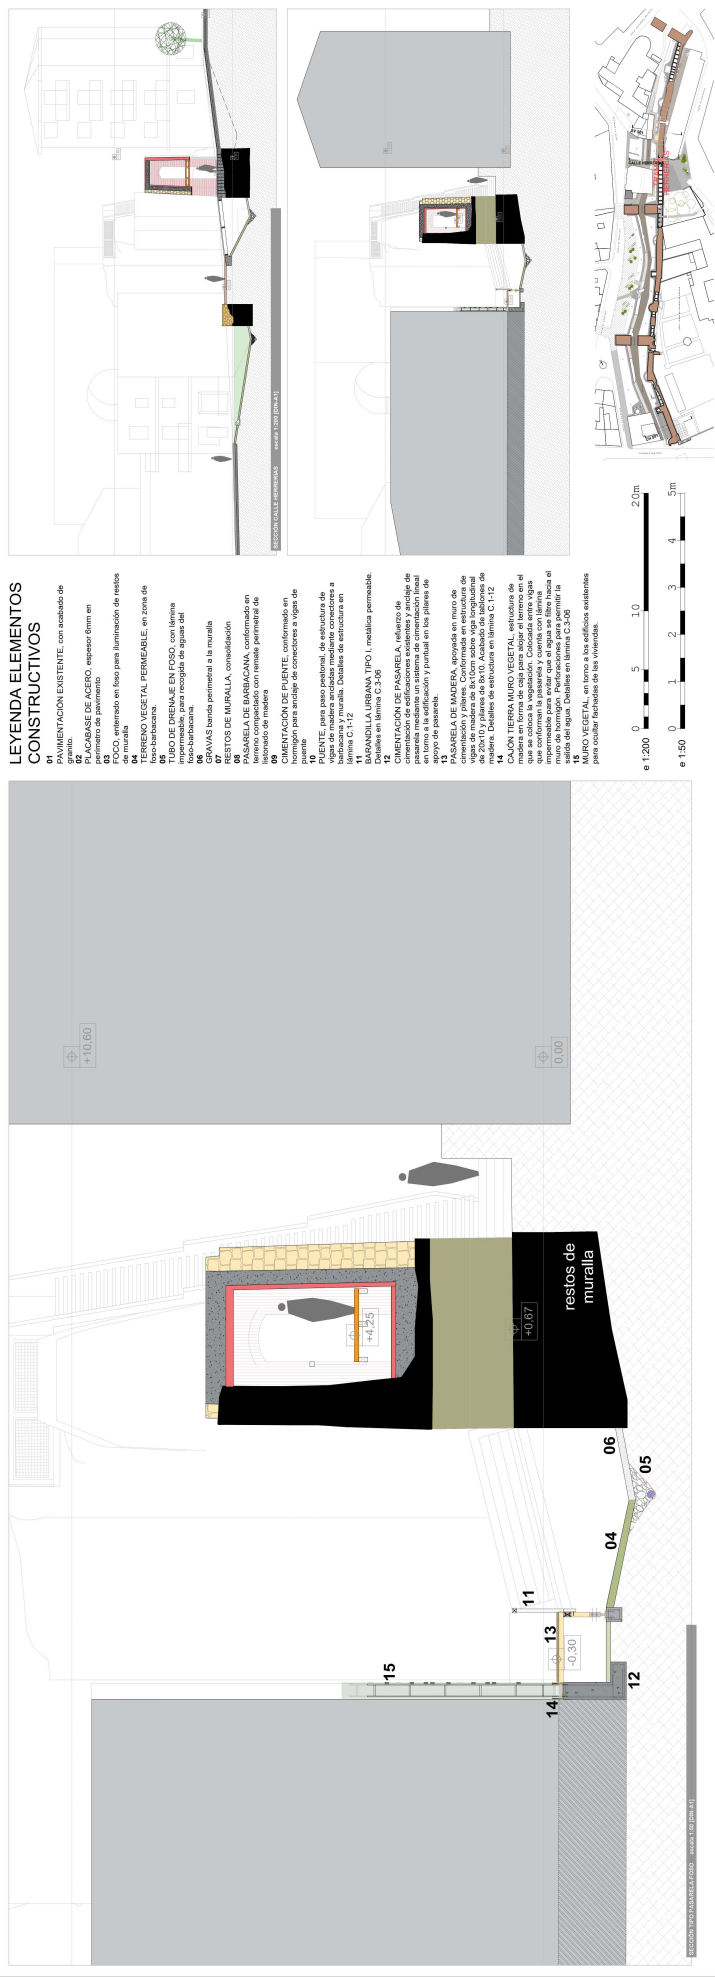 LEYENDA ELEMENTOS
CONSTRUCTIVOS
01
PAVIMENTACIÓN EXISTENTE, con acabado de
granito.
02
PLACABASE DE ACERO, espesor 6mm en
perímetro de pavimento
03
FOCO, enterrado en foso para iluminación de restos
de muralla
04
TERRENO VEGETAL PERMEABLE, en zona de
foso-barbacana.
05
TUBO DE DRENAJE EN FOSO, con lámina
impermeable, para recogida de aguas del
foso-barbacana.
06
GRAVAS banda perimetral a la muralla
07
RESTOS DE MURALLA, consolidación
08
PASARELA DE BARBACANA, conformado en
terreno compactado con remate perimetral de
listonado de madera
09
CIMENTACIÓN DE PUENTE, conformado en
hormigón para anclaje de conectores a vigas de
puente
10
PUENTE, para paso peatonal, de estructura de
vigas de madera ancladas mediante conectores a
barbacana y muralla. Detalles de estructura en
lámina C.1-12
11
BARANDILLA URBANA TIPO I, metálica permeable.
Detalles en lámina C.3-06
12
CIMENTACIÓN DE PASARELA, refuerzo de
cimentación de edificaciones existentes y anclaje de
pasarela mediante un sistema de cimentación lineal
en torno a la edificación y puntual en los pilares de
apoyo de pasarela.
13
PASARELA DE MADERA, apoyada en muro de
cimentación y pilares. Conformada en estructura de
vigas de madera de 8x10cm sobre viga longitudinal
de 20x10 y pilares de 8x10. Acabado de tablones de
madera. Detalles de estructura en lámina C.1-12
14
CAJÓN TIERRA MURO VEGETAL, estructura de
madera en forma de caja para alojar el terreno en el
que se coloca la vegetación. Colocada entre vigas
que conforman la pasarela y cuenta con lámina
impermeable para evitar que el agua se filtre hacia el
muro de hormigón. Perforaciones para permitir la
salida del agua. Detalles en lámina C.3-06
15
MURO VEGETAL, en torno a los edificios existentes
para ocultar fachadas de las viviendas.
SECCIÓN CALLE HERRERÍAS escala 1:200 [DIN-A1]
CALLE HERRERÍAS
e 1:200
0 5 10 20m
e 1:50
0 1 2 3 4 5m
+10,60
0,00
+4,25
+0,67
restos de
muralla
06
05
04
11
13
-0,30
15
14
12
SECCIÓN TIPO PASARELA-FOSO escala 1:50 [DIN-A1]